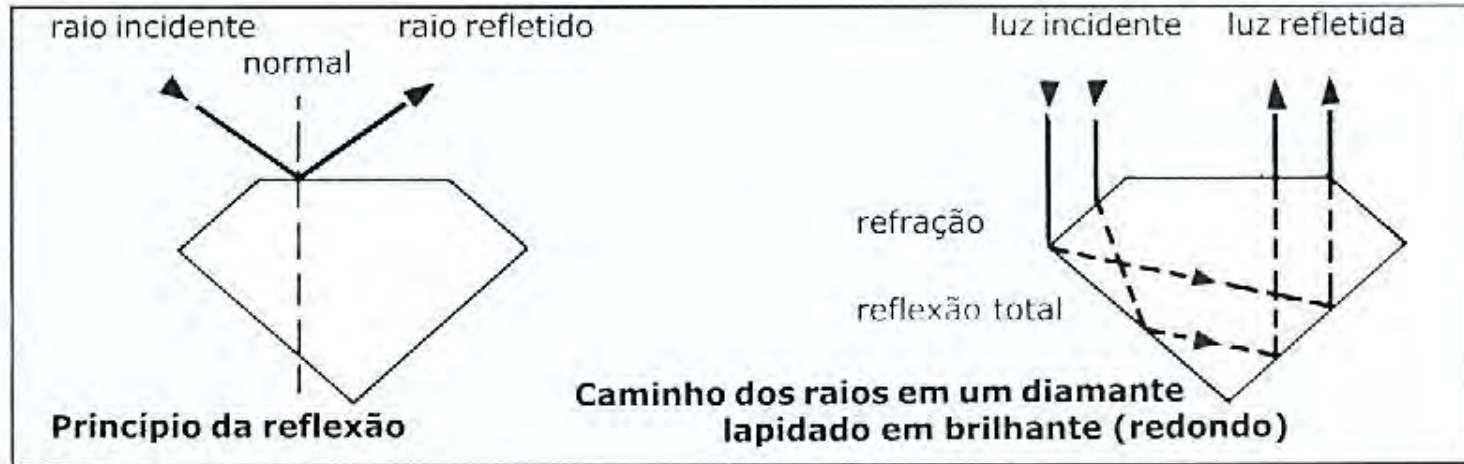 raio incidente
raio refletido
normal
Princípio da reflexão
luz incidente
luz refletida
refração
reflexão total
Caminho dos raios em um diamante
lapidado em brilhante (redondo)